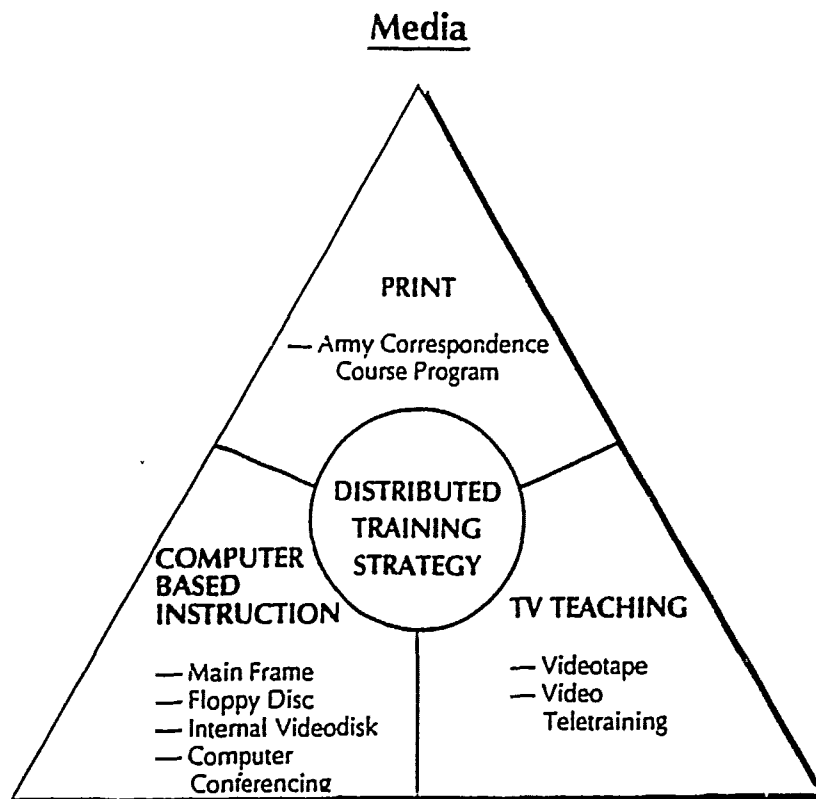 Media
PRINT
— Army Correspondence
Course Program
DISTRIBUTED
TRAINING
STRATEGY
COMPUTER
BASED
INSTRUCTION
— Main Frame
— Floppy Disc
— Internal Videodisk
— Computer
Conferencing
TV TEACHING
— Videotape
— Video
Teletraining